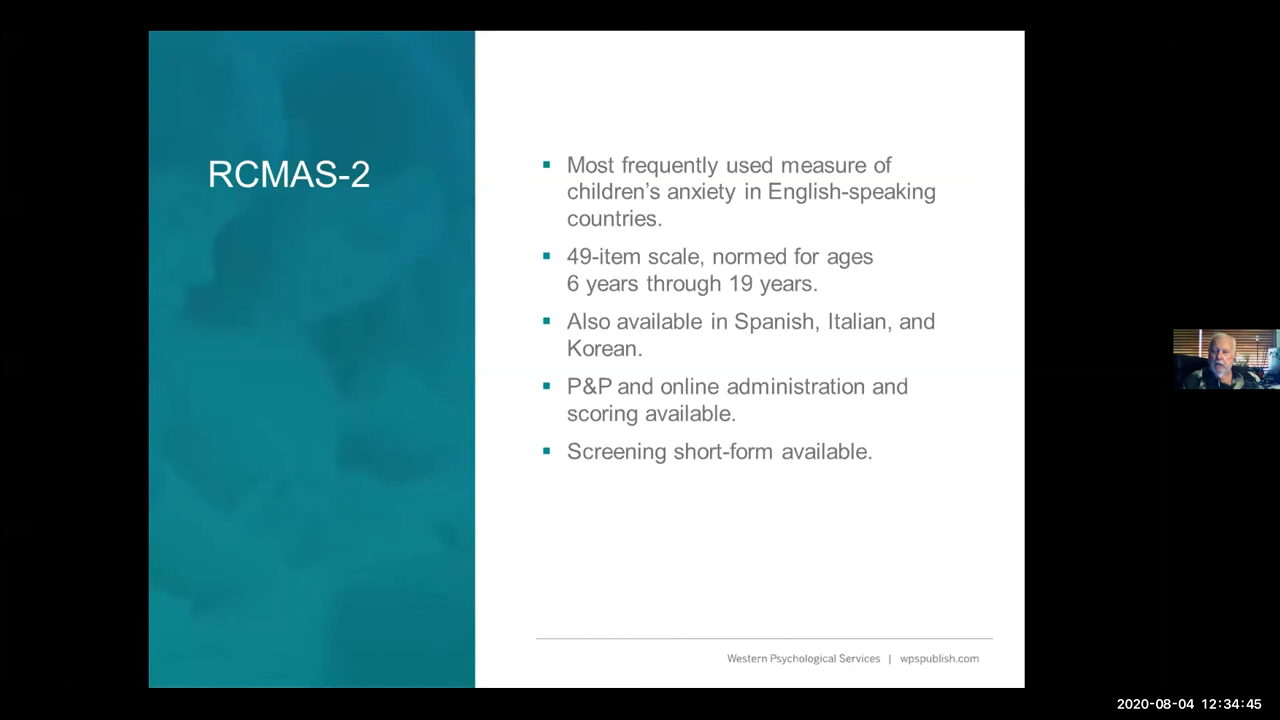 RCMAS-2
▪ Most frequently used measure of
children’s anxiety in English-speaking
countries.
▪ 49-item scale, normed for ages
6 years through 19 years.
▪ Also available in Spanish, Italian, and
Korean.
▪ P&P and online administration and
scoring available.
▪ Screening short-form available.
Western Psychological Services | wpspublish.com
2020-08-04 12:34:45